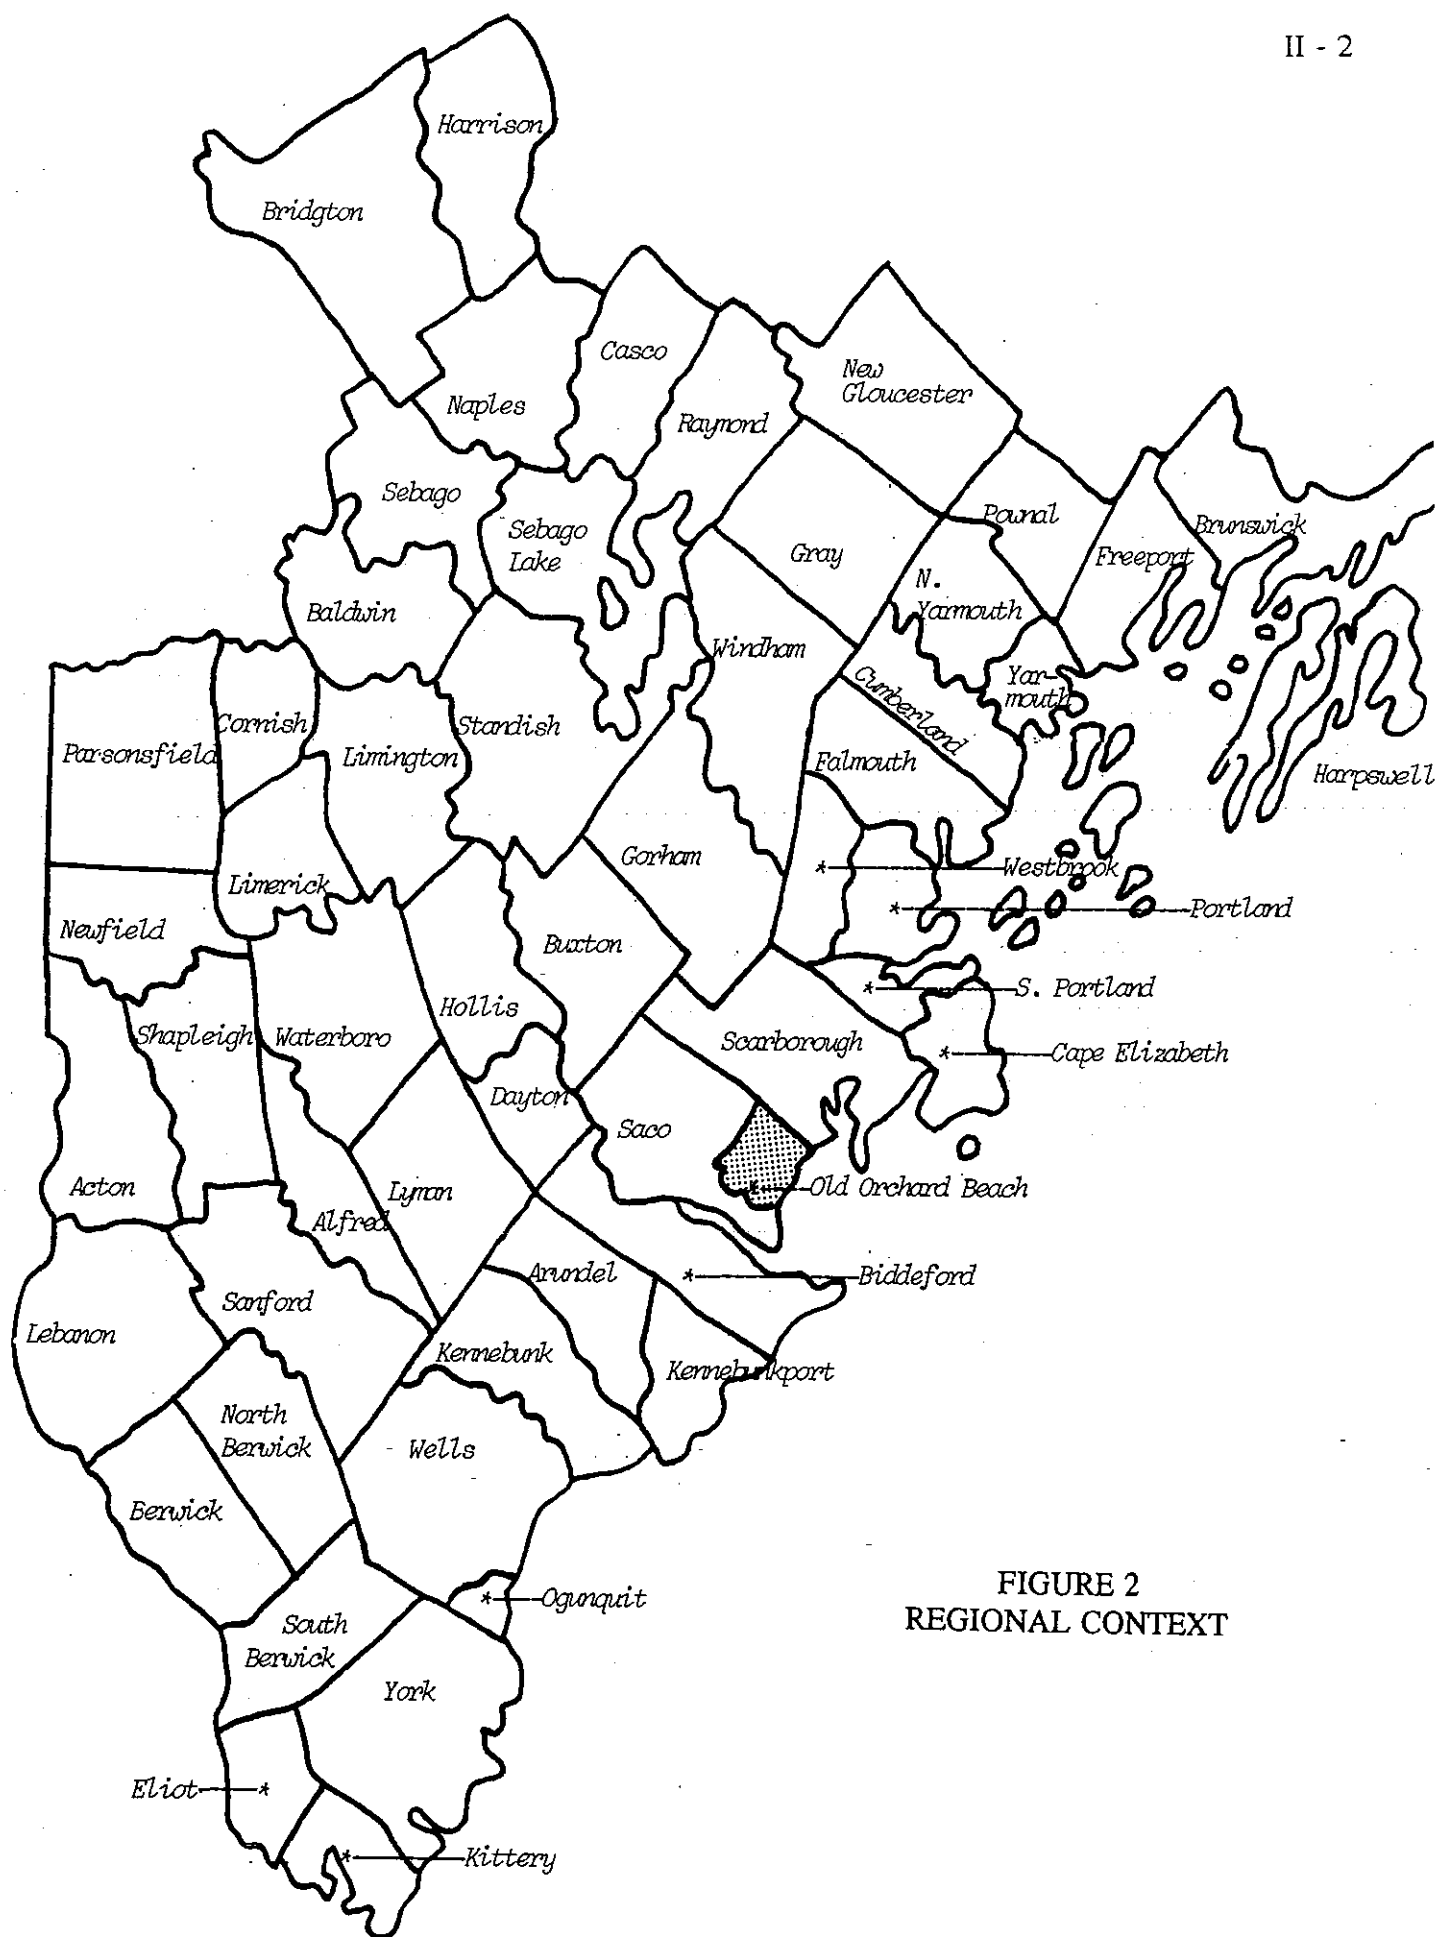 II - 2
Harrison
Bridgton
Casco
New
Gloucester
Naples
Raymond
Sebago
Pownal
Brunswick
Sebago
Lake
Gray
Freeport
N.
Yarmouth
Baldwin
Windham
Yar-
mouth
Cumberland
Cornish
Standish
Parsonsfield
Limington
Falmouth
Harpswell
Gorham
* Westbrook
Limerick
* Portland
Newfield
Buxton
* S. Portland
Hollis
Shapleigh
Waterboro
Scarborough
* Cape Elizabeth
Dayton
Saco
Acton
Lyman
* Old Orchard Beach
Alfred
Arundel
* Biddeford
Sanford
Lebanon
Kennebunk
Kennebunkport
North
Berwick
Wells
Berwick
* Ogunquit
South
Berwick
York
Eliot *
* Kittery
FIGURE 2
REGIONAL CONTEXT